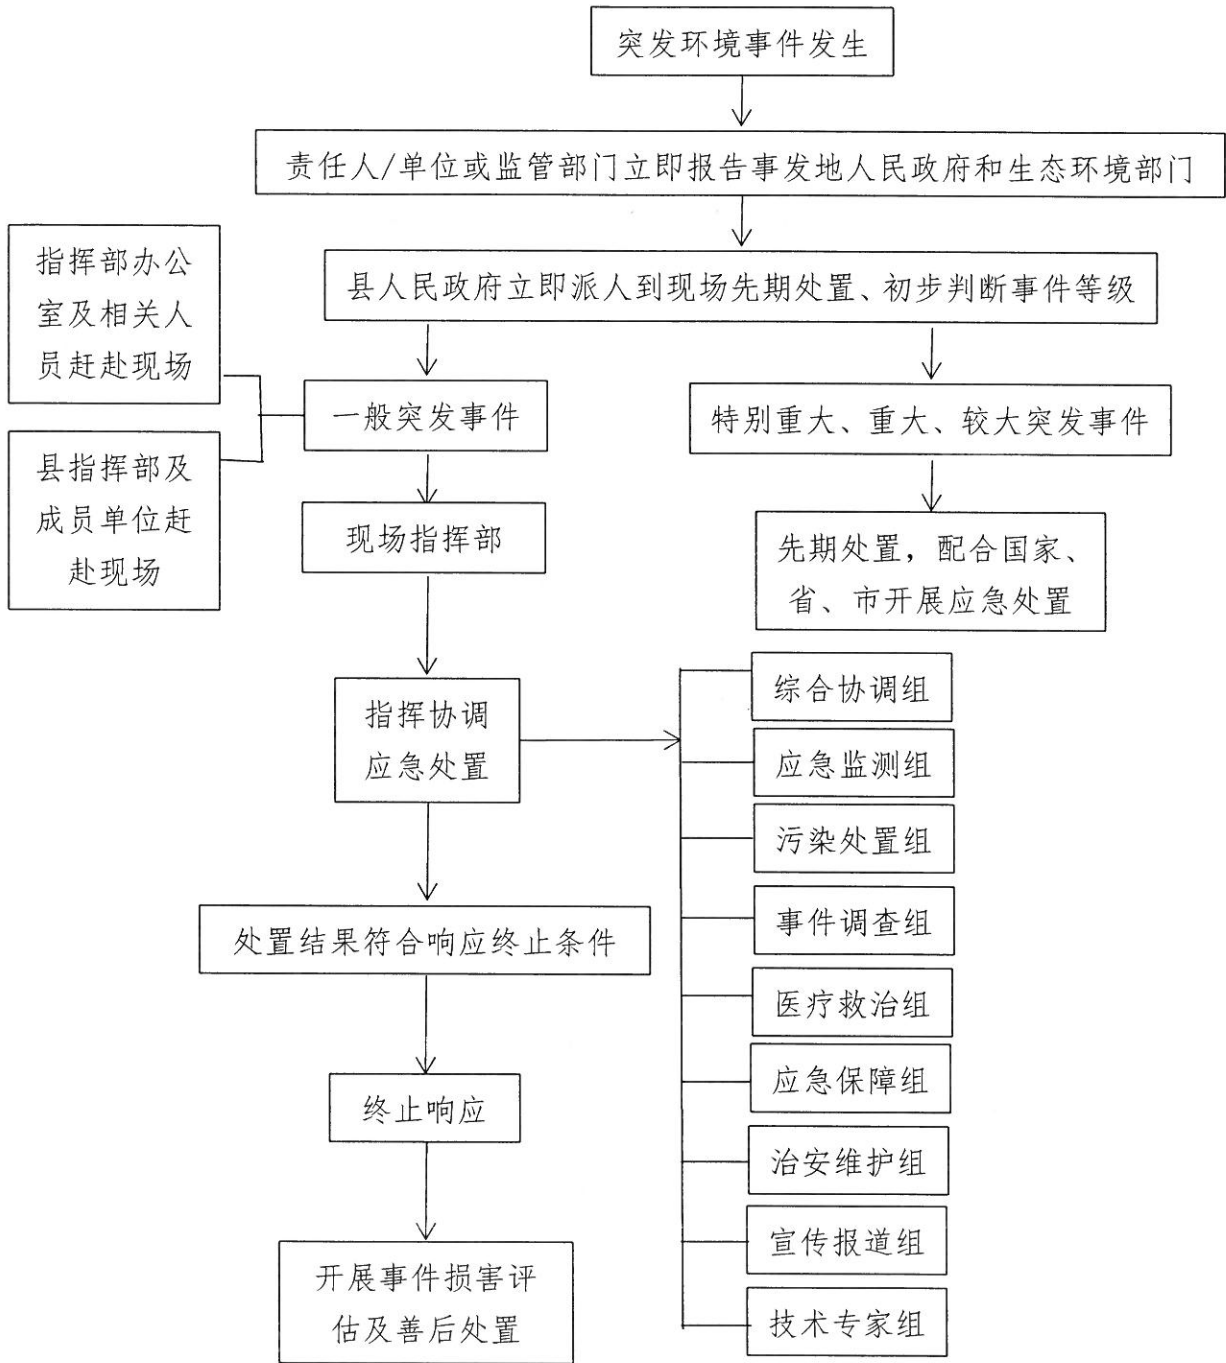 突发环境事件发生
责任人/单位或监管部门立即报告事发地人民政府和生态环境部门
指挥部办公
室及相关人
员赶赴现场
县人民政府立即派人到现场先期处置、初步判断事件等级
一般突发事件
特别重大、重大、较大突发事件
县指挥部及
成员单位赶
赴现场
现场指挥部
先期处置，配合国家、
省、市开展应急处置
指挥协调
应急处置
综合协调组
应急监测组
污染处置组
事件调查组
医疗救治组
应急保障组
治安维护组
宣传报道组
技术专家组
处置结果符合响应终止条件
终止响应
开展事件损害评
估及善后处置